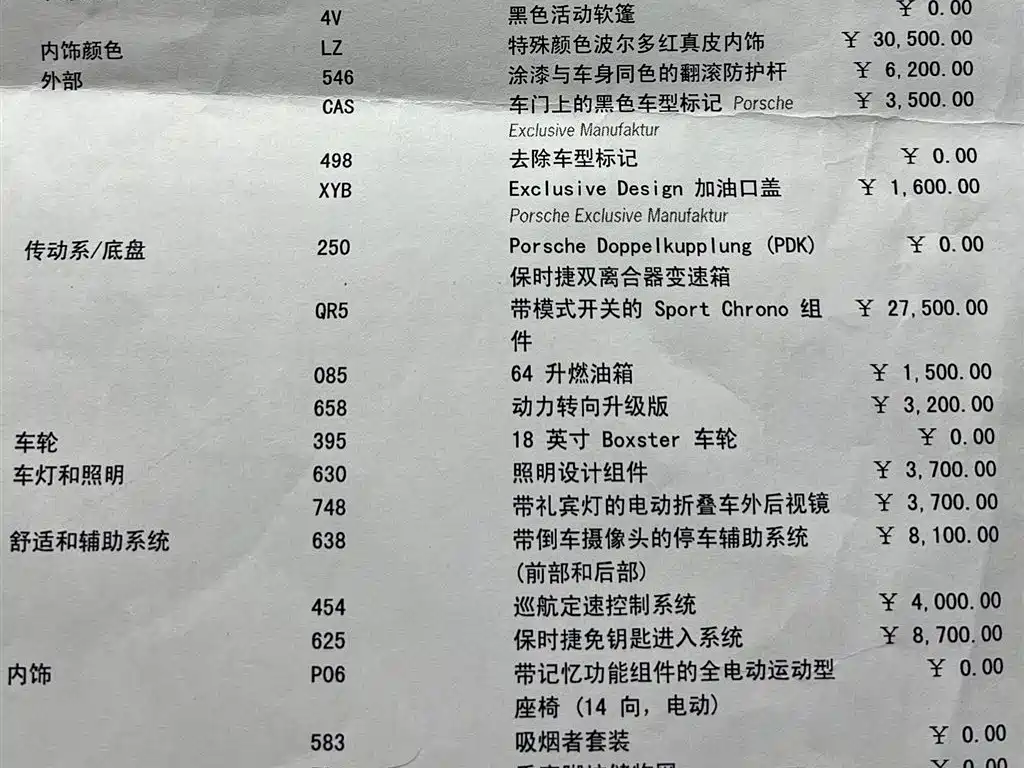 4V 黑色活动软篷 ¥ 0.00
内饰颜色 LZ 特殊颜色波尔多红真皮内饰 ¥ 30,500.00
外部 546 涂漆与车身同色的翻滚防护杆 ¥ 6,200.00
CAS 车门上的黑色车型标记 Porsche ¥ 3,500.00
Exclusive Manufaktur
498 去除车型标记 ¥ 0.00
XYB Exclusive Design 加油口盖 ¥ 1,600.00
Porsche Exclusive Manufaktur
传动系/底盘 250 Porsche Doppelkupplung (PDK) ¥ 0.00
保时捷双离合器变速箱
QR5 带模式开关的 Sport Chrono 组 ¥ 27,500.00
件
085 64 升燃油箱 ¥ 1,500.00
658 动力转向升级版 ¥ 3,200.00
车轮 395 18 英寸 Boxster 车轮 ¥ 0.00
车灯和照明 630 照明设计组件 ¥ 3,700.00
748 带礼宾灯的电动折叠车外后视镜 ¥ 3,700.00
舒适和辅助系统 638 带倒车摄像头的停车辅助系统 ¥ 8,100.00
(前部和后部)
454 巡航定速控制系统 ¥ 4,000.00
625 保时捷免钥匙进入系统 ¥ 8,700.00
内饰 P06 带记忆功能组件的全电动运动型 ¥ 0.00
座椅 (14 向, 电动)
583 吸烟者套装 ¥ 0.00